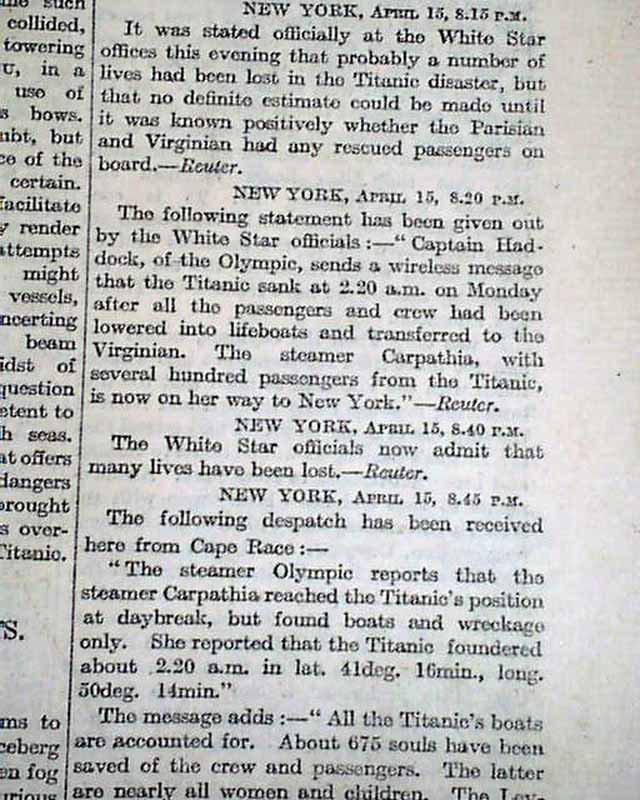 such
collided,
towering
in a
use of
bows.
but
of the
certain.
facilitate
render
attempts
might
vessels,
beam
of
question
to
seas.
offers
dangers
brought
over-
Titanic.
to
iceberg
fog
NEW YORK, APRIL 15, 8.15 P.M.
It was stated officially at the White Star
offices this evening that probably a number of
lives had been lost in the Titanic disaster, but
that no definite estimate could be made until
it was known positively whether the Parisian
and Virginian had any rescued passengers on
board.—Reuter.
NEW YORK, APRIL 15, 8.20 P.M.
The following statement has been given out
by the White Star officials :—“ Captain Had-
dock, of the Olympic, sends a wireless message
that the Titanic sank at 2.20 a.m. on Monday
after all the passengers and crew had been
lowered into lifeboats and transferred to the
Virginian. The steamer Carpathia, with
several hundred passengers from the Titanic,
is now on her way to New York.”—Reuter.
NEW YORK, APRIL 15, 8.40 P.M.
The White Star officials now admit that
many lives have been lost.—Reuter.
NEW YORK, APRIL 15, 8.45 P.M.
The following despatch has been received
here from Cape Race :—
“ The steamer Olympic reports that the
steamer Carpathia reached the Titanic's position
at daybreak, but found boats and wreckage
only. She reported that the Titanic foundered
about 2.20 a.m. in lat. 41deg. 16min., long.
50deg. 14min.”
The message adds :—“ All the Titanic's boats
are accounted for. About 675 souls have been
saved of the crew and passengers. The latter
are nearly all women and children. The Ley-